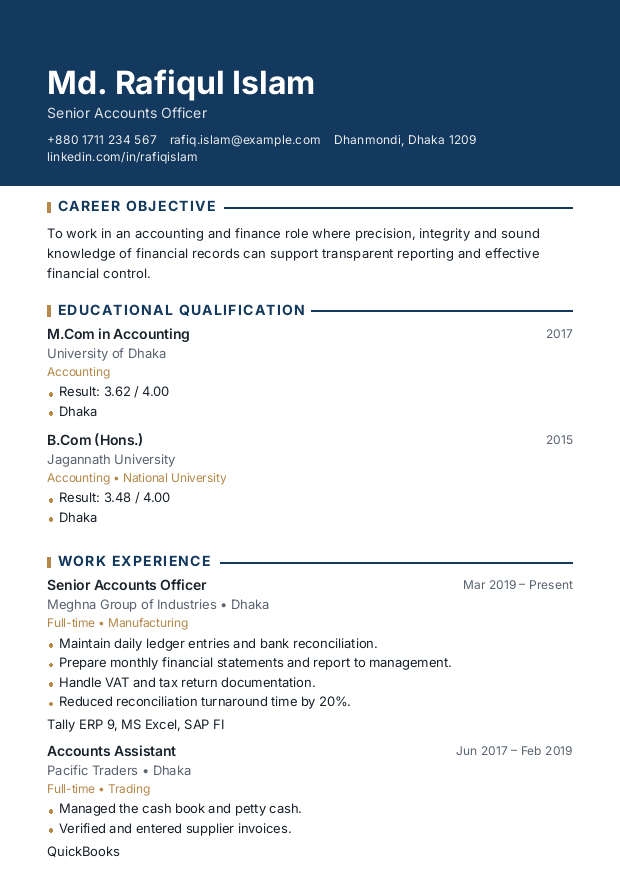 Md. Rafiqul Islam
Senior Accounts Officer
+880 1711 234 567 rafiq.islam@example.com Dhanmondi, Dhaka 1209
linkedin.com/in/rafiqislam
CAREER OBJECTIVE
To work in an accounting and finance role where precision, integrity and sound
knowledge of financial records can support transparent reporting and effective
financial control.
EDUCATIONAL QUALIFICATION
M.Com in Accounting 2017
University of Dhaka
Accounting
• Result: 3.62 / 4.00
• Dhaka
B.Com (Hons.) 2015
Jagannath University
Accounting • National University
• Result: 3.48 / 4.00
• Dhaka
WORK EXPERIENCE
Senior Accounts Officer Mar 2019 – Present
Meghna Group of Industries • Dhaka
Full-time • Manufacturing
• Maintain daily ledger entries and bank reconciliation.
• Prepare monthly financial statements and report to management.
• Handle VAT and tax return documentation.
• Reduced reconciliation turnaround time by 20%.
Tally ERP 9, MS Excel, SAP FI
Accounts Assistant Jun 2017 – Feb 2019
Pacific Traders • Dhaka
Full-time • Trading
• Managed the cash book and petty cash.
• Verified and entered supplier invoices.
QuickBooks